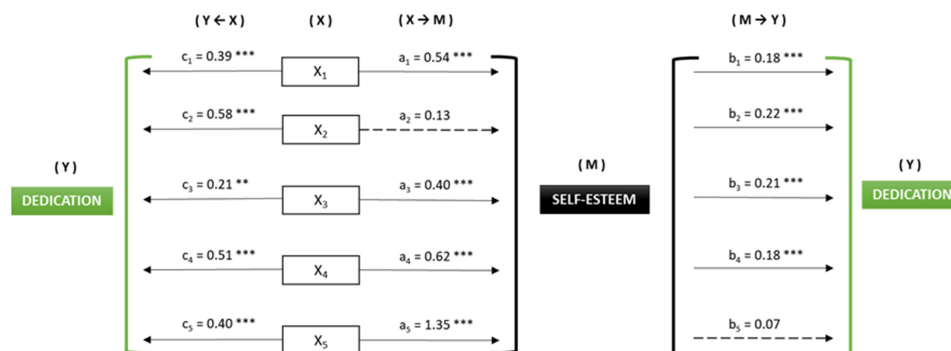 ( Y ← X ) ( X ) ( X → M ) ( M → Y )
c₁ = 0.39 *** X₁ a₁ = 0.54 *** b₁ = 0.18 ***
c₂ = 0.58 *** X₂ a₂ = 0.13 b₂ = 0.22 ***
( Y ) ( M ) ( Y )
c₃ = 0.21 ** X₃ a₃ = 0.40 *** b₃ = 0.21 ***
DEDICATION SELF-ESTEEM DEDICATION
c₄ = 0.51 *** X₄ a₄ = 0.62 *** b₄ = 0.18 ***
c₅ = 0.40 *** X₅ a₅ = 1.35 *** b₅ = 0.07